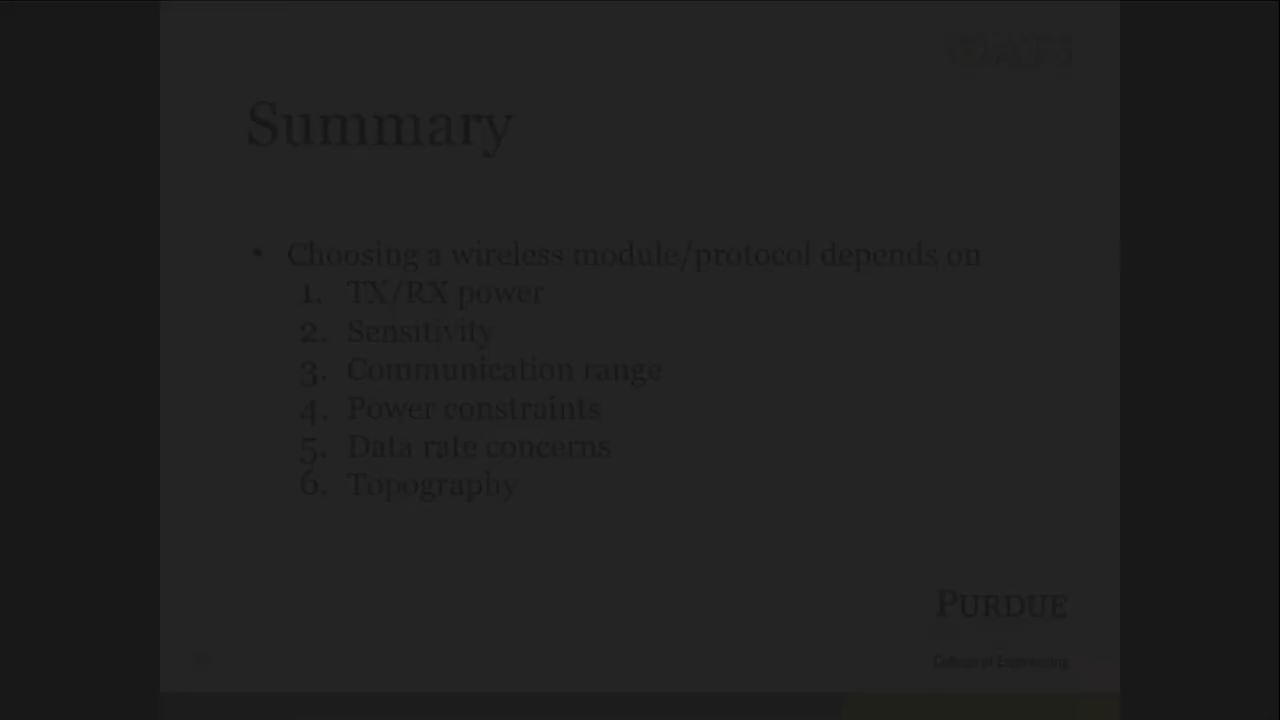 Summary
• Choosing a wireless module/protocol depends on
1. TX/RX power
2. Sensitivity
3. Communication range
4. Power constraints
5. Data rate concerns
6. Topography
PURDUE
College of Engineering